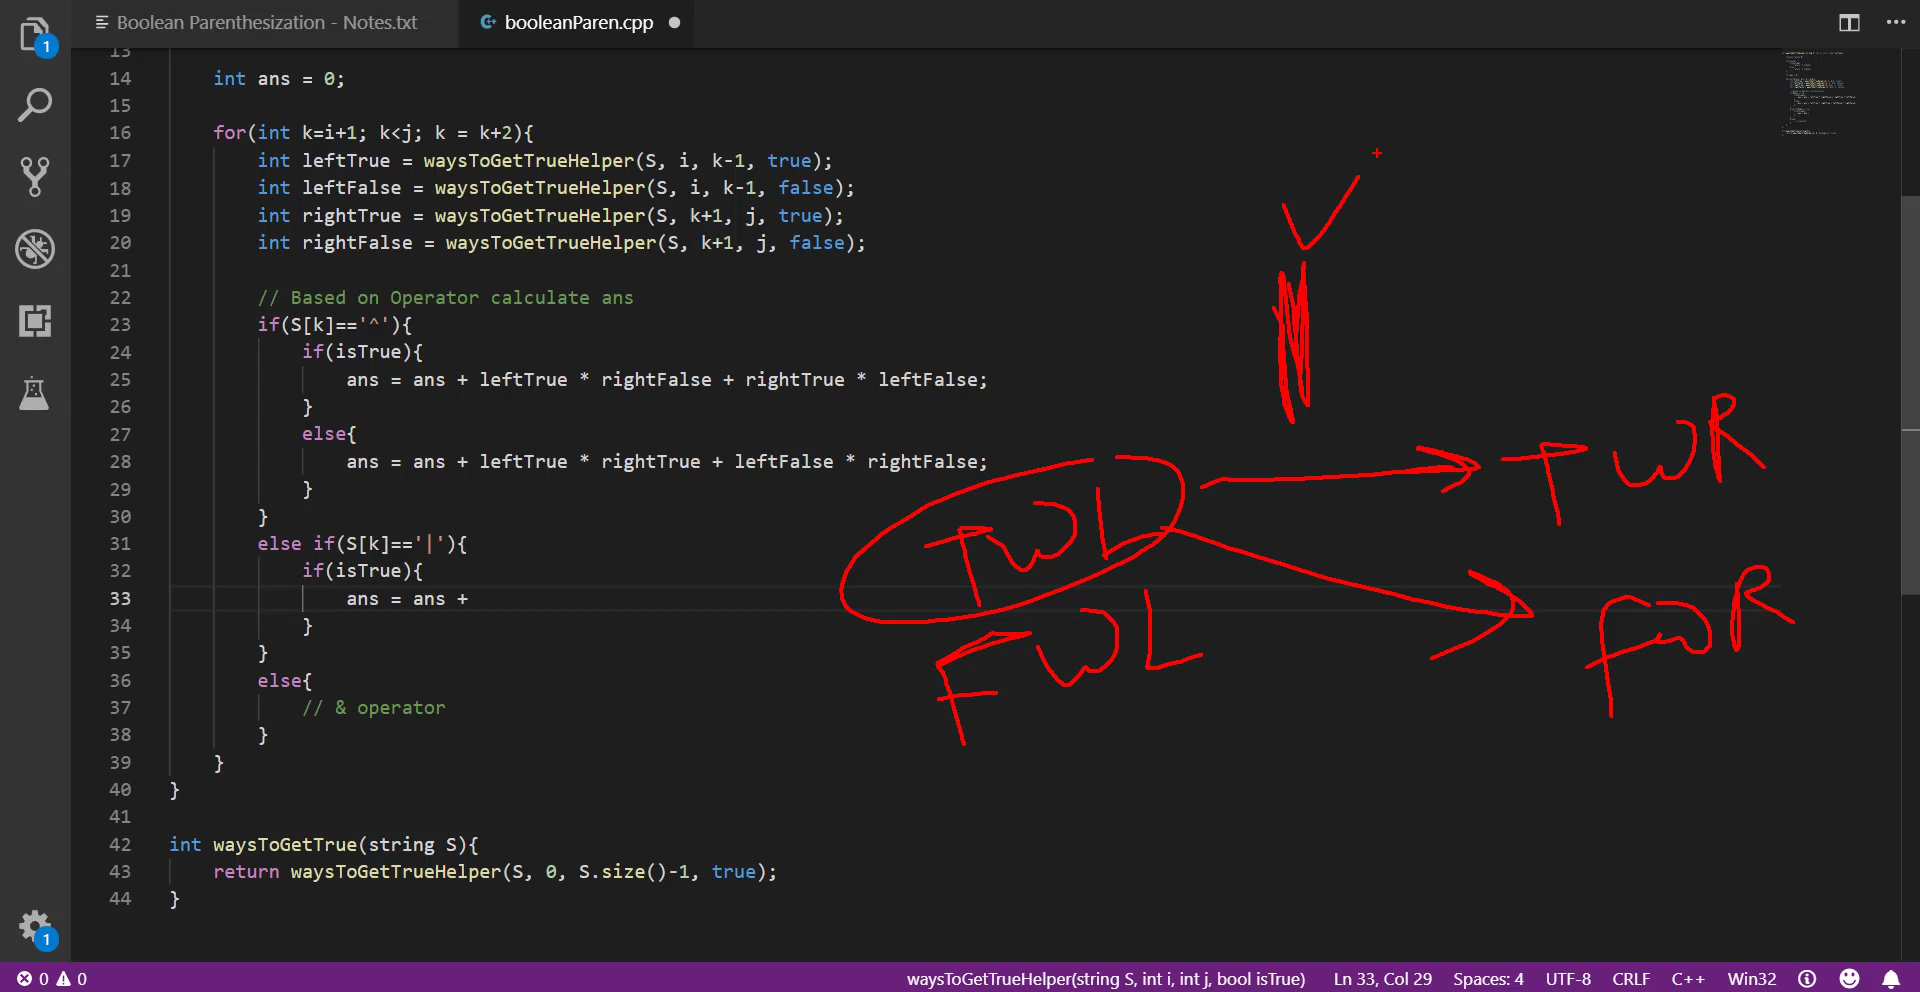 Boolean Parenthesization - Notes.txt
booleanParen.cpp
1
13
14 int ans = 0;
15
16 for(int k=i+1; k<j; k = k+2){
17 int leftTrue = waysToGetTrueHelper(S, i, k-1, true);
18 int leftFalse = waysToGetTrueHelper(S, i, k-1, false);
19 int rightTrue = waysToGetTrueHelper(S, k+1, j, true);
20 int rightFalse = waysToGetTrueHelper(S, k+1, j, false);
21
22 // Based on Operator calculate ans
23 if(S[k]=='^'){
24 if(isTrue){
25 ans = ans + leftTrue * rightFalse + rightTrue * leftFalse;
26 }
27 else{
28 ans = ans + leftTrue * rightTrue + leftFalse * rightFalse;
29 }
30 }
31 else if(S[k]=='|'){
32 if(isTrue){
33 ans = ans +
34 }
35 }
36 else{
37 // & operator
38 }
39 }
40 }
41
42 int waysToGetTrue(string S){
43 return waysToGetTrueHelper(S, 0, S.size()-1, true);
44 }
TWR
TWL
FWR
FWL
1
0 0
waysToGetTrueHelper(string S, int i, int j, bool isTrue) Ln 33, Col 29 Spaces: 4 UTF-8 CRLF C++ Win32